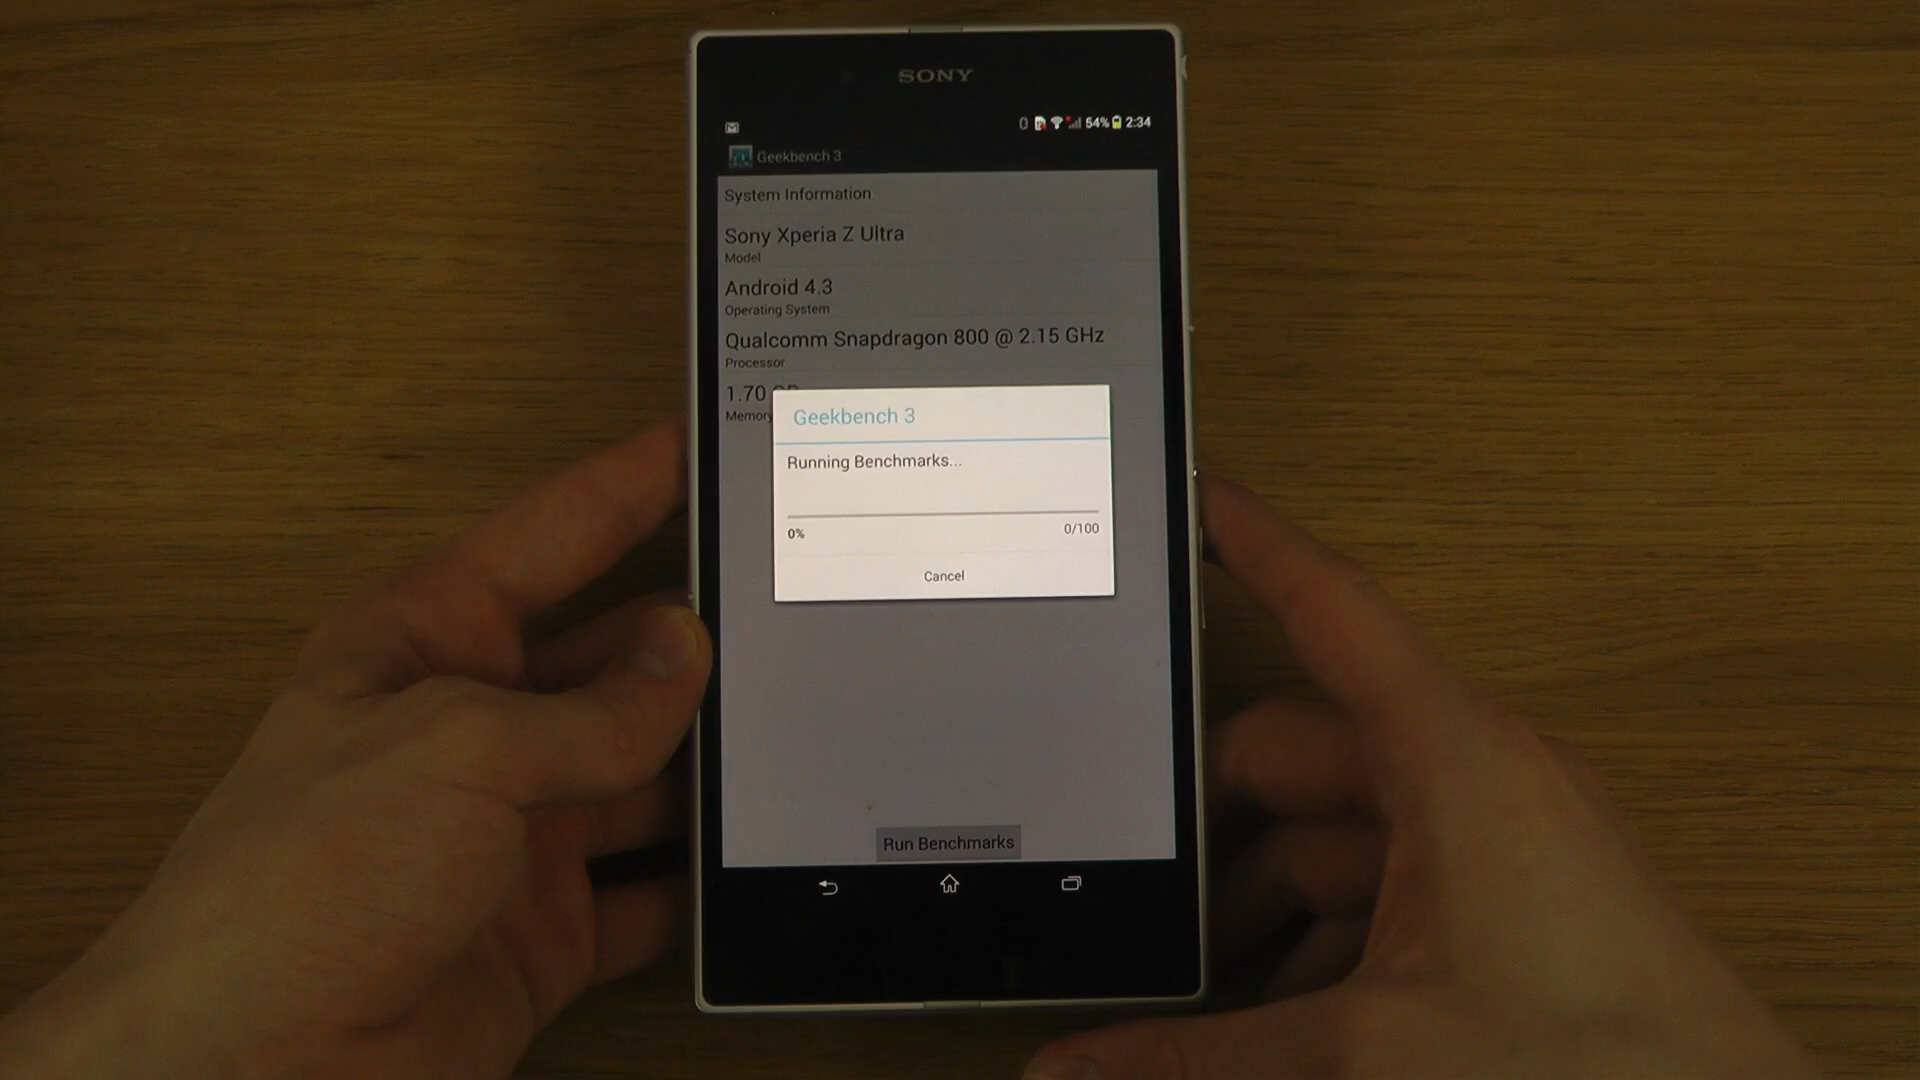 SONY
54% 2:34
Geekbench 3
System Information
Sony Xperia Z Ultra
Model
Android 4.3
Operating System
Qualcomm Snapdragon 800 @ 2.15 GHz
Processor
1.70
Memory
Geekbench 3
Running Benchmarks...
0% 0/100
Cancel
Run Benchmarks